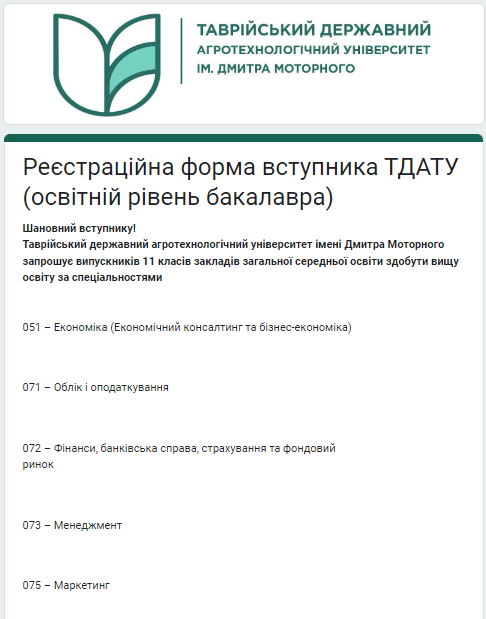 ТАВРІЙСЬКИЙ ДЕРЖАВНИЙ
АГРОТЕХНОЛОГІЧНИЙ УНІВЕРСИТЕТ
ІМ. ДМИТРА МОТОРНОГО
Реєстраційна форма вступника ТДАТУ
(освітній рівень бакалавра)
Шановний вступнику!
Таврійський державний агротехнологічний університет імені Дмитра Моторного
запрошує випускників 11 класів закладів загальної середньої освіти здобути вищу
освіту за спеціальностями
051 – Економіка (Економічний консалтинг та бізнес-економіка)
071 – Облік і оподаткування
072 – Фінанси, банківська справа, страхування та фондовий
ринок
073 – Менеджмент
075 – Маркетинг